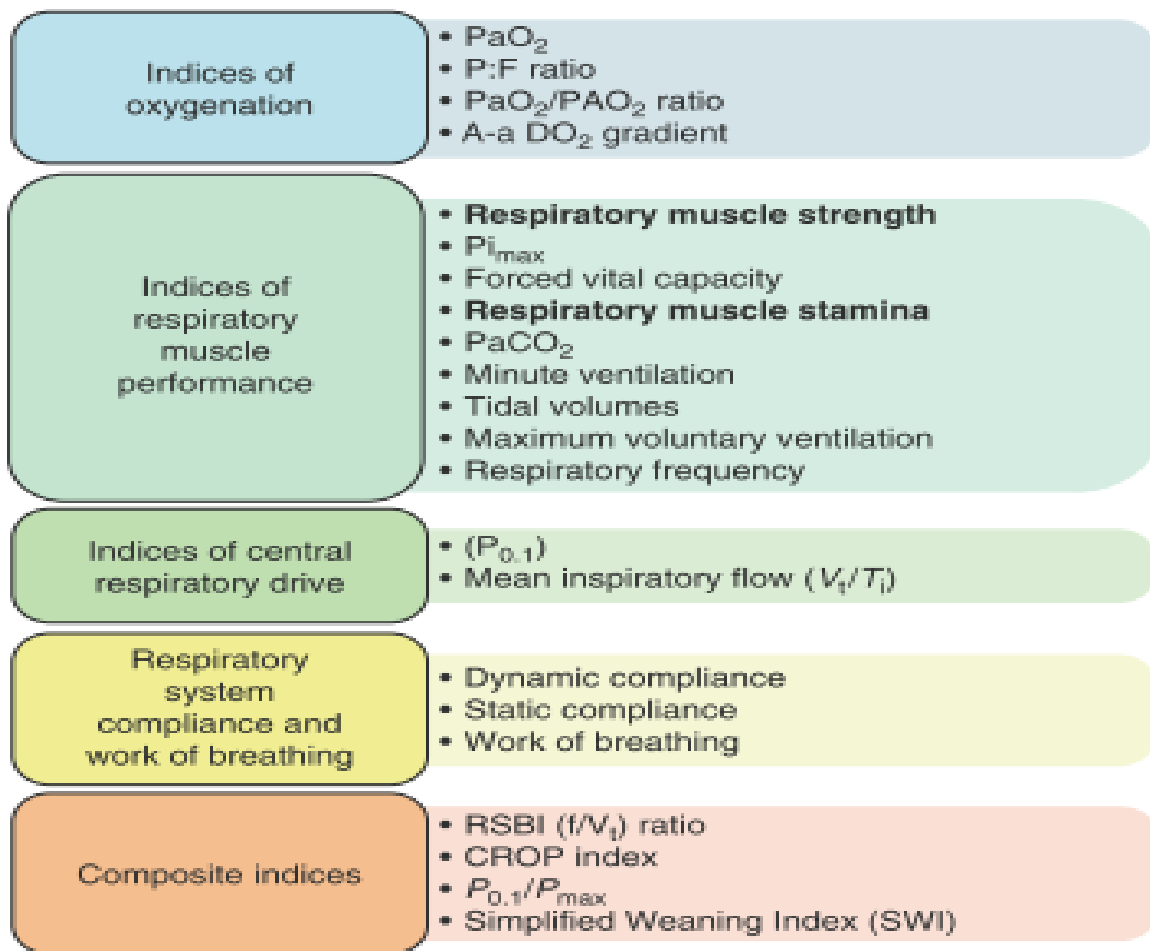 Indices of
oxygenation
• PaO₂
• P:F ratio
• PaO₂/PAO₂ ratio
• A-a DO₂ gradient
Indices of
respiratory
muscle
performance
• Respiratory muscle strength
• Pi_max
• Forced vital capacity
• Respiratory muscle stamina
• PaCO₂
• Minute ventilation
• Tidal volumes
• Maximum voluntary ventilation
• Respiratory frequency
Indices of central
respiratory drive
• (P₀.₁)
• Mean inspiratory flow (Vₜ/Tᵢ)
Respiratory
system
compliance and
work of breathing
• Dynamic compliance
• Static compliance
• Work of breathing
Composite indices
• RSBI (f/Vₜ) ratio
• CROP index
• P₀.₁/P_max
• Simplified Weaning Index (SWI)